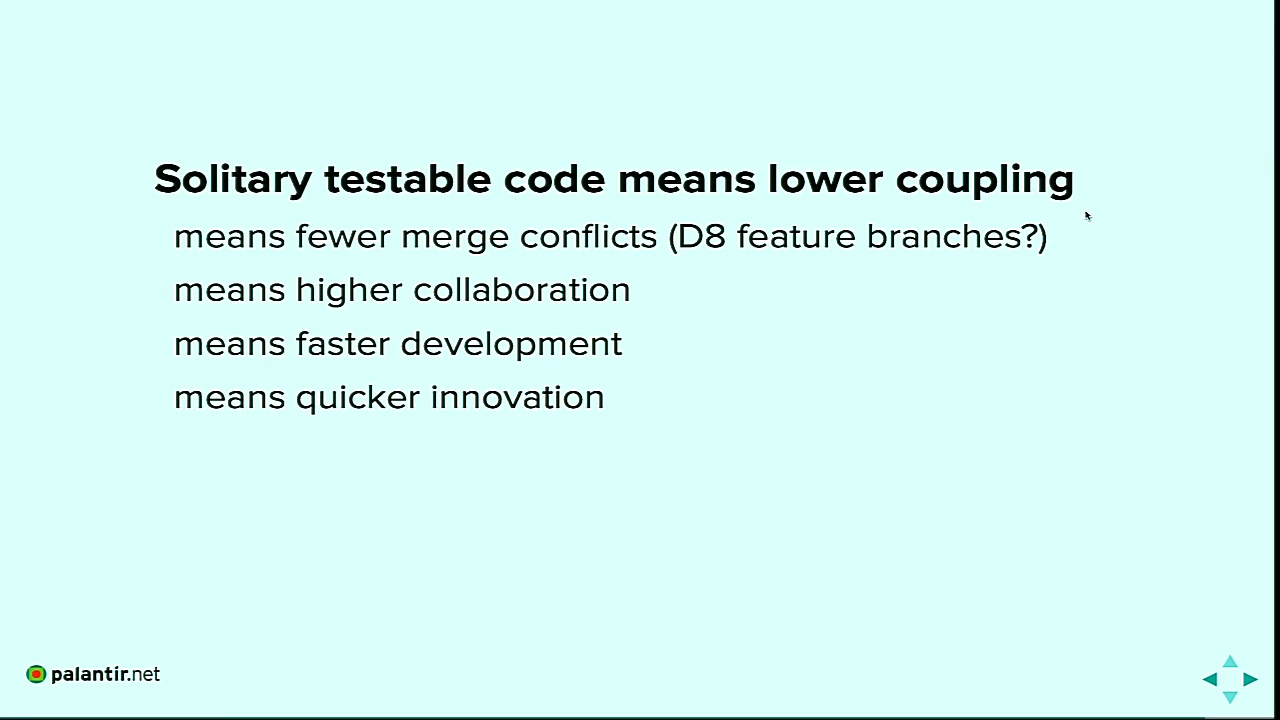 Solitary testable code means lower coupling
means fewer merge conflicts (D8 feature branches?)
means higher collaboration
means faster development
means quicker innovation
palantir.net